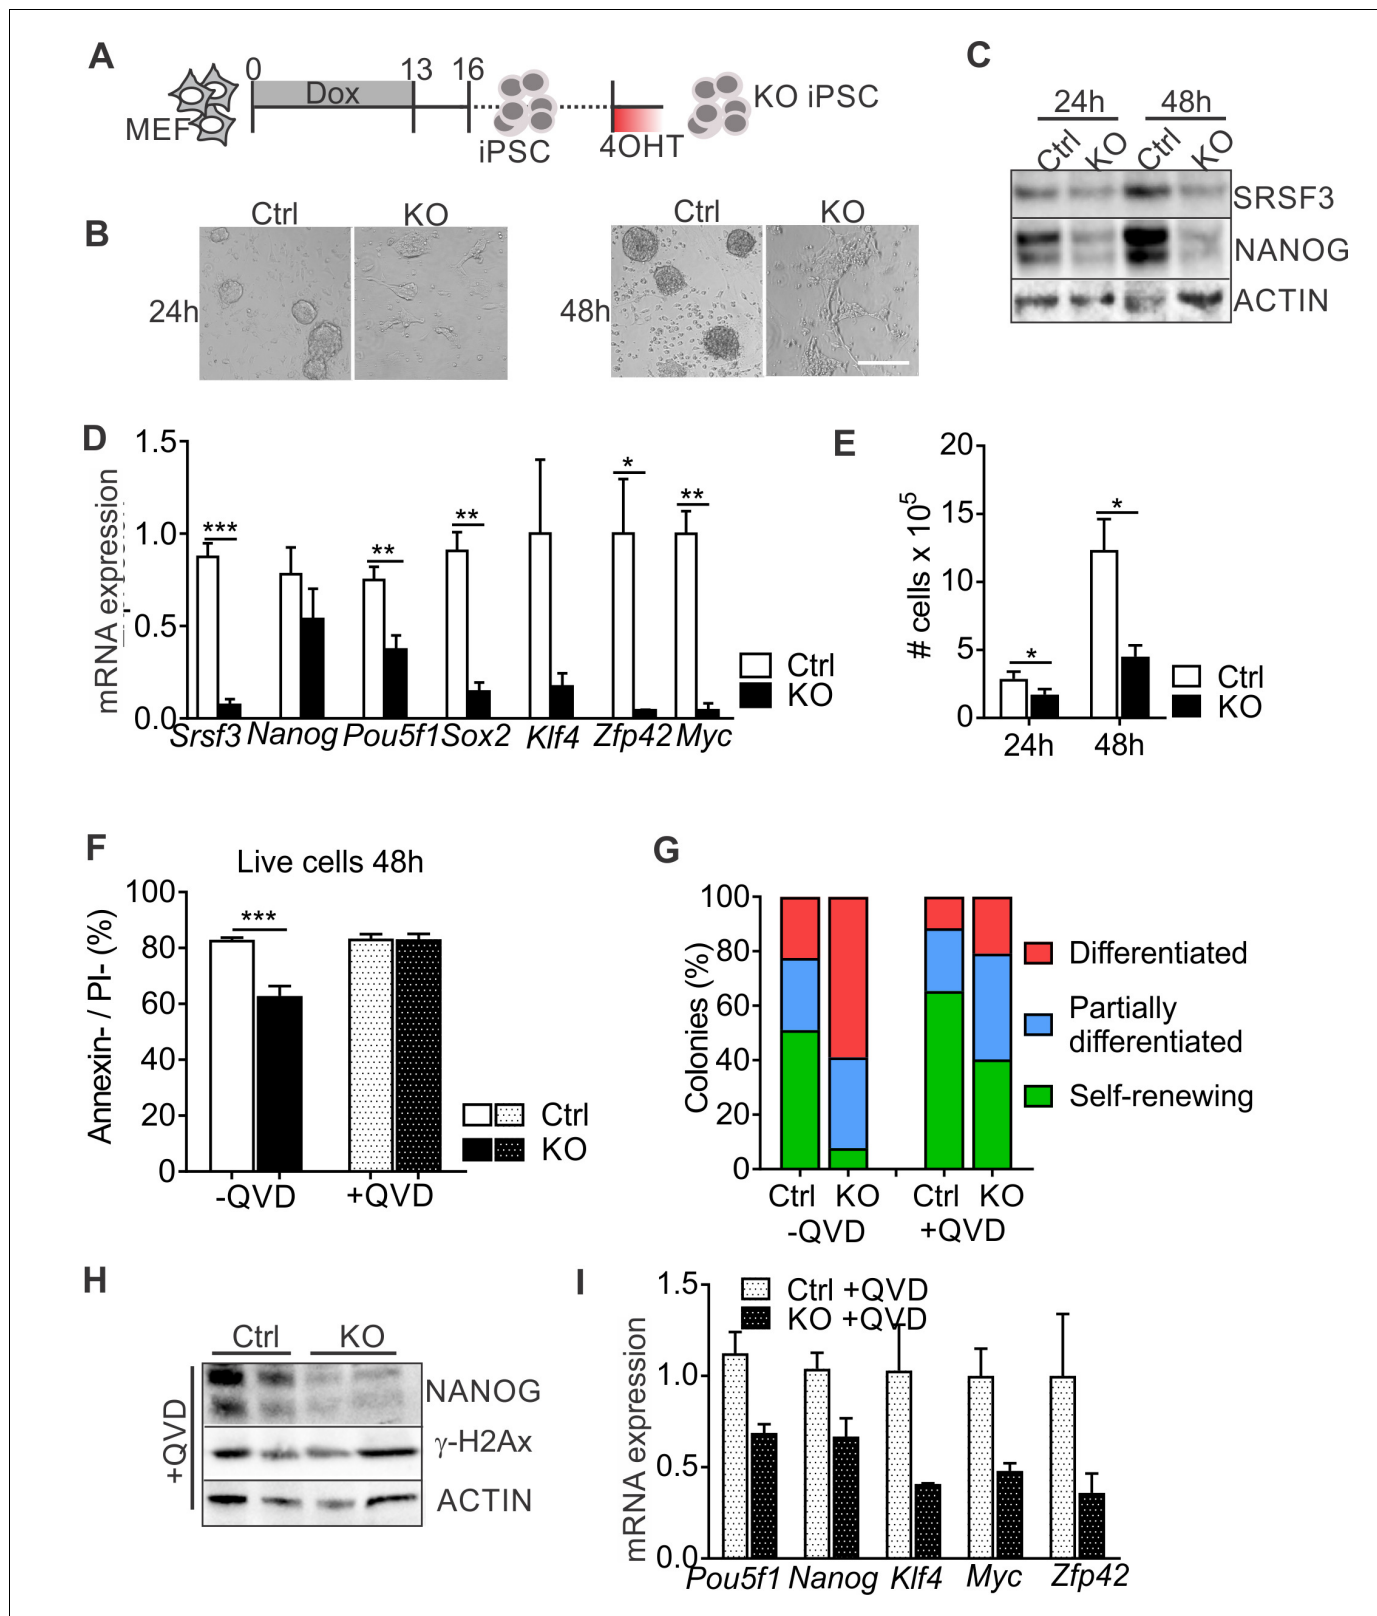 A
0 13 16
Dox
MEF
iPSC
4OHT
KO iPSC
C
24h 48h
Ctrl KO Ctrl KO
SRSF3
NANOG
ACTIN
B
Ctrl KO
24h
Ctrl KO
48h
D
mRNA expression
1.5
1.0
0.5
0.0
*** ** ** * **
Srsf3 Nanog Pou5f1 Sox2 Klf4 Zfp42 Myc
Ctrl
KO
E
# cells x 10⁵
20
15
10
5
0
* *
24h 48h
Ctrl
KO
F
Live cells 48h
Annexin- / PI- (%)
100
80
60
40
20
0
***
-QVD +QVD
Ctrl
KO
G
Colonies (%)
100
80
60
40
20
0
Ctrl KO Ctrl KO
-QVD +QVD
Differentiated
Partially
differentiated
Self-renewing
H
Ctrl KO
+QVD
NANOG
γ-H2Ax
ACTIN
I
mRNA expression
1.5
1.0
0.5
0.0
Ctrl +QVD
KO +QVD
Pou5f1 Nanog Klf4 Myc Zfp42